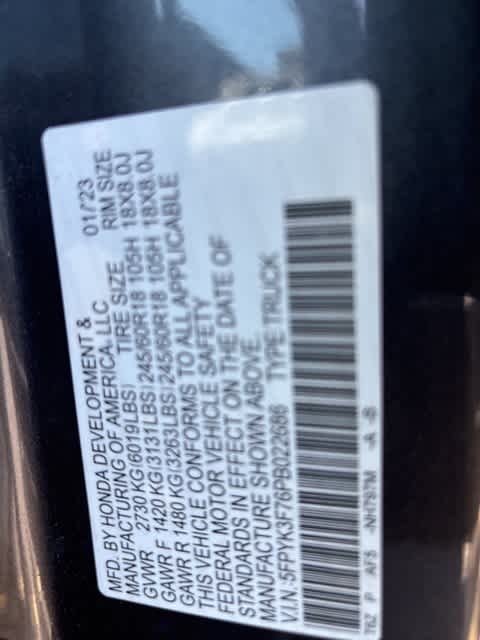 MFD. BY HONDA DEVELOPMENT & 01/23
MANUFACTURING OF AMERICA, LLC
TIRE SIZE RIM SIZE
GVWR 2730 KG(6019LBS)
GAWR F 1420 KG(3131LBS)245/60R18 105H 18X8.0J
GAWR R 1480 KG(3263LBS)245/60R18 105H 18X8.0J
THIS VEHICLE CONFORMS TO ALL APPLICABLE
FEDERAL MOTOR VEHICLE SAFETY
STANDARDS IN EFFECT ON THE DATE OF
MANUFACTURE SHOWN ABOVE.
V.I.N.:5FPYK3F76PB022686 TYPE:TRUCK
P AFS -NH797M -A -B